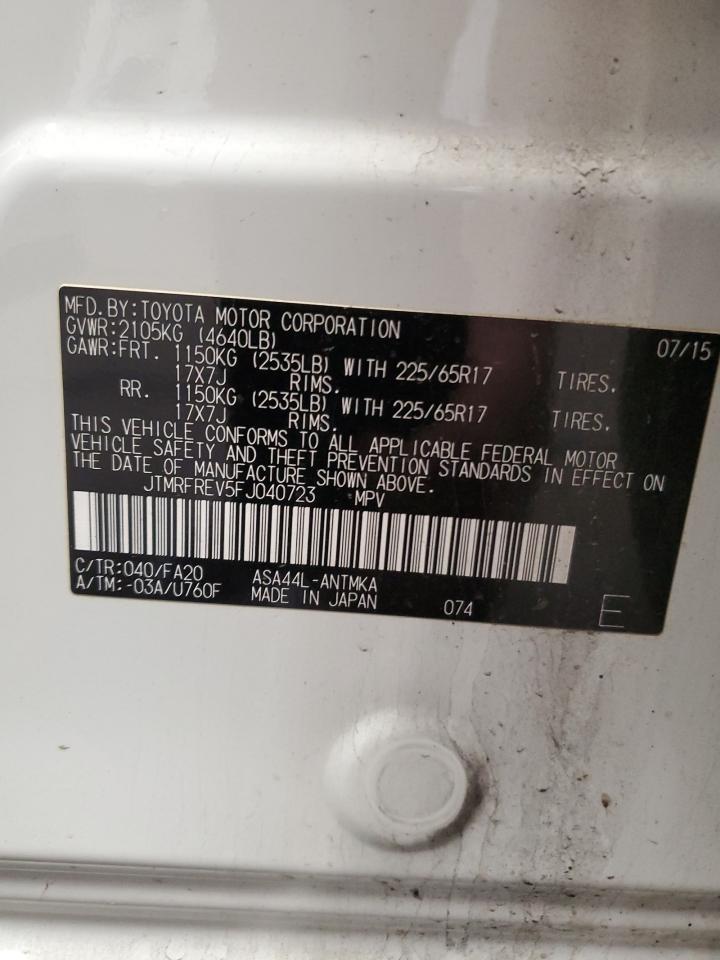 MFD.BY:TOYOTA MOTOR CORPORATION 07/15
GVWR:2105KG (4640LB)
GAWR:FRT. 1150KG (2535LB) WITH 225/65R17 TIRES.
17X7J RIMS.
RR. 1150KG (2535LB) WITH 225/65R17 TIRES.
17X7J RIMS.
THIS VEHICLE CONFORMS TO ALL APPLICABLE FEDERAL MOTOR
VEHICLE SAFETY AND THEFT PREVENTION STANDARDS IN EFFECT ON
THE DATE OF MANUFACTURE SHOWN ABOVE.
JTMRFREV5FJ040723 MPV
C/TR:040/FA20 ASA44L-ANTMKA
A/TM:-03A/U760F MADE IN JAPAN 074 E